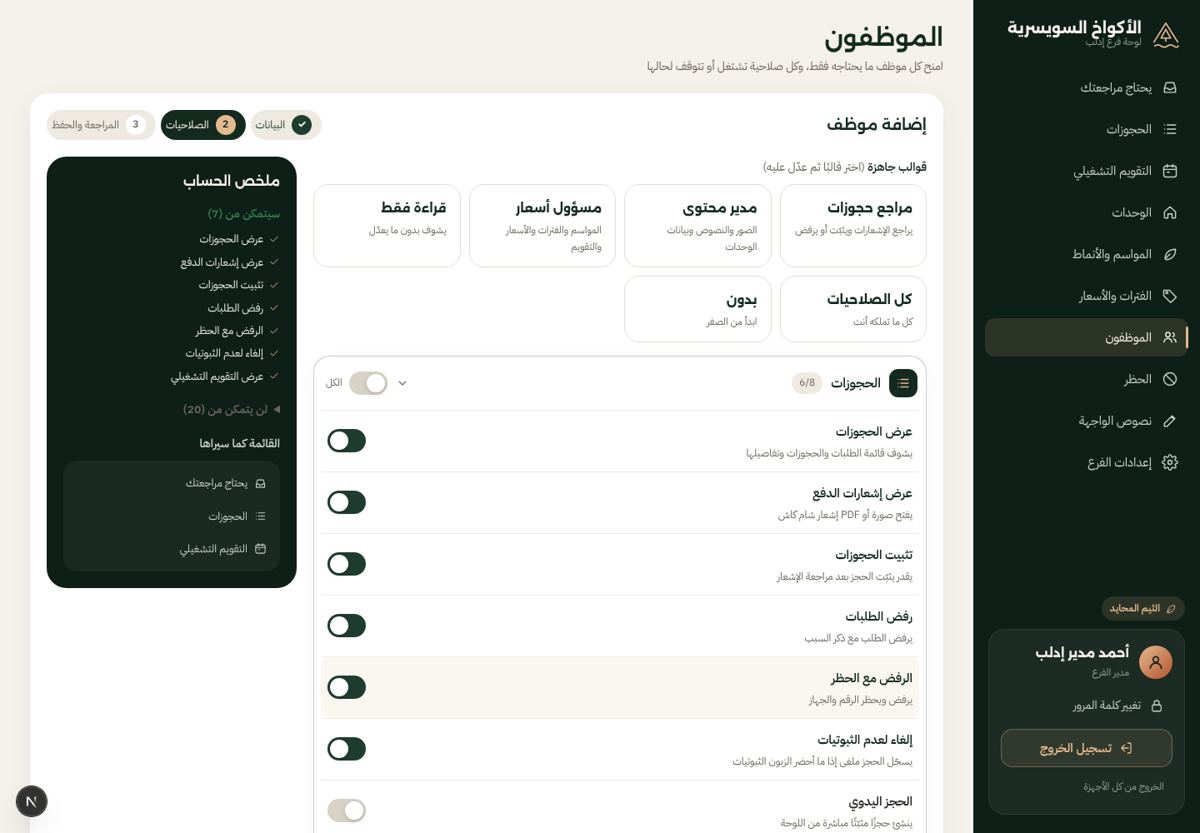 الأكواخ السويسرية
لوحة فرع إدلب
يحتاج مراجعتك
الحجوزات
التقويم التشغيلي
الوحدات
المواسم والأنماط
الفترات والأسعار
الموظفون
الحظر
نصوص الواجهة
إعدادات الفرع
الثيم المحايد
أحمد مدير إدلب
مدير الفرع
تغيير كلمة المرور
تسجيل الخروج
الخروج من كل الأجهزة
الموظفون
امنح كل موظف ما يحتاجه فقط، وكل صلاحية تشتغل أو تتوقف لحالها
إضافة موظف
البيانات
2 الصلاحيات
3 المراجعة والحفظ
قوالب جاهزة (اختر قالبًا ثم عدّل عليه)
مراجع حجوزات
يراجع الإشعارات ويثبّت أو يرفض
مدير محتوى
الصور والنصوص وبيانات
الوحدات
مسؤول أسعار
المواسم والفترات والأسعار
والتقويم
قراءة فقط
يشوف بدون ما يعدّل
كل الصلاحيات
كل ما تملكه أنت
بدون
ابدأ من الصفر
الحجوزات 6/8
الكل
عرض الحجوزات
يشوف قائمة الطلبات والحجوزات وتفاصيلها
عرض إشعارات الدفع
يفتح صورة أو PDF إشعار شام كاش
تثبيت الحجوزات
يقدر يثبّت الحجز بعد مراجعة الإشعار
رفض الطلبات
يرفض الطلب مع ذكر السبب
الرفض مع الحظر
يرفض ويحظر الرقم والجهاز
إلغاء لعدم الثبوتيات
يسجّل الحجز ملغى إذا ما أحضر الزبون الثبوتيات
الحجز اليدوي
ينشئ حجزًا مثبّتًا مباشرة من اللوحة
ملخص الحساب
سيتمكن من (7)
عرض الحجوزات
عرض إشعارات الدفع
تثبيت الحجوزات
رفض الطلبات
الرفض مع الحظر
إلغاء لعدم الثبوتيات
عرض التقويم التشغيلي
لن يتمكن من (20)
القائمة كما سيراها
يحتاج مراجعتك
الحجوزات
التقويم التشغيلي
N